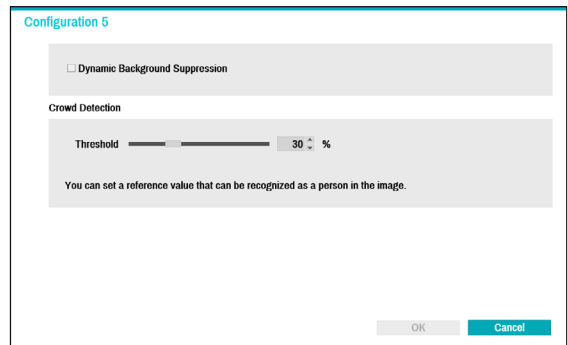 Configuration 5
Dynamic Background Suppression
Crowd Detection
Threshold 30 %
You can set a reference value that can be recognized as a person in the image.
OK Cancel